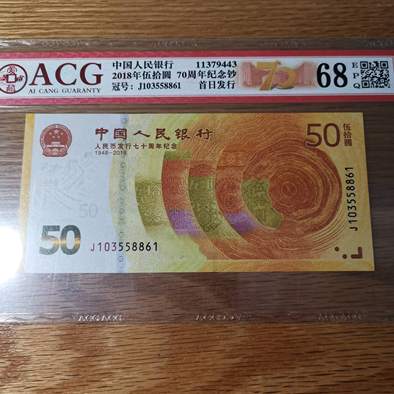 ACG
AI CANG GUARANTY
中国人民银行 11379443
2018年伍拾圆 70周年纪念钞
冠号：J103558861 首日发行
70
68
EPQ
中国人民银行
人民币发行七十周年纪念
1948-2018
50
伍拾圆
J103558861
50
J103558861
50